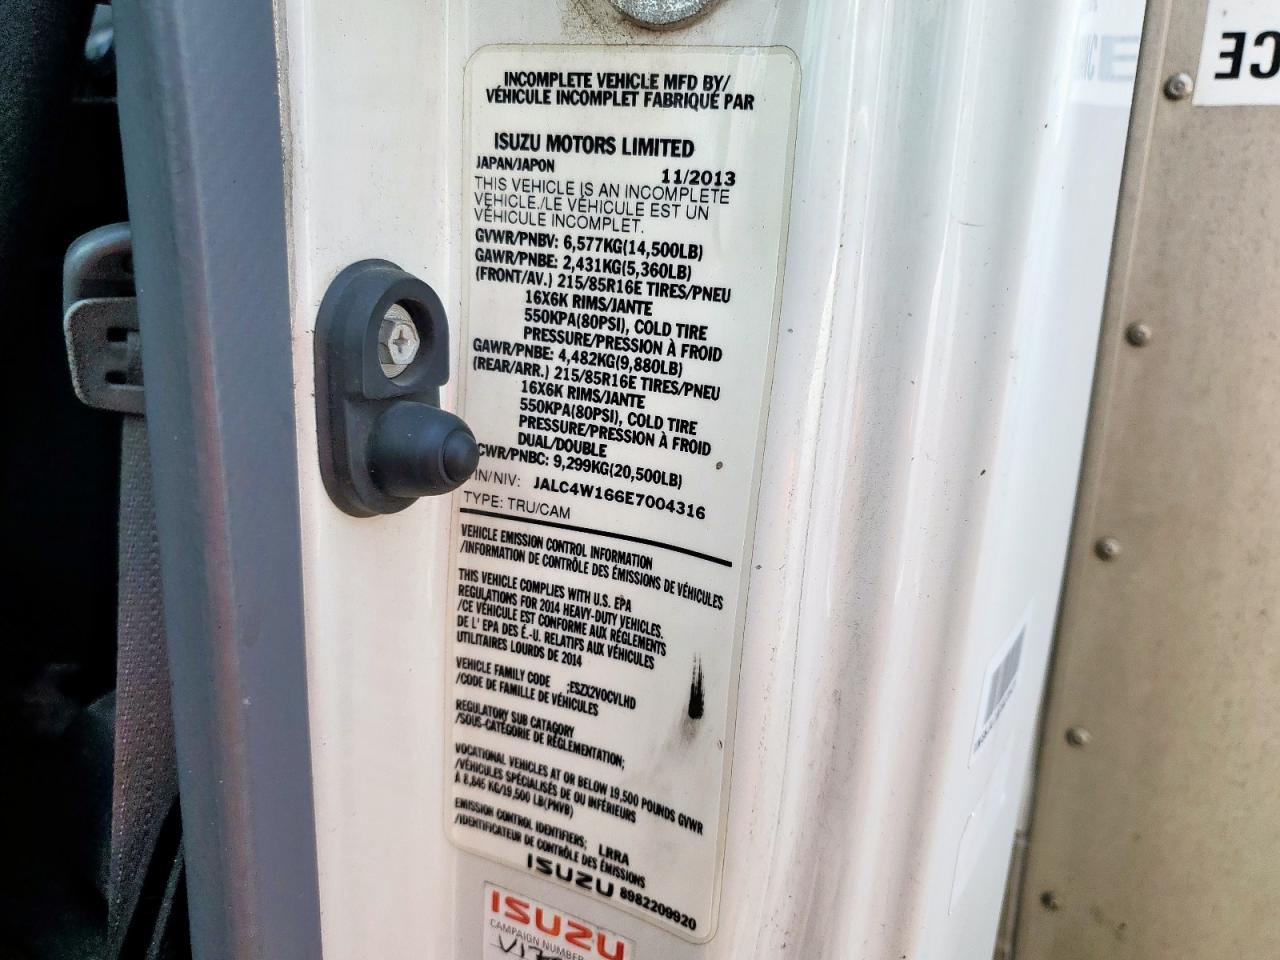 INCOMPLETE VEHICLE MFD BY/
VÉHICULE INCOMPLET FABRIQUÉ PAR
ISUZU MOTORS LIMITED
JAPAN/JAPON 11/2013
THIS VEHICLE IS AN INCOMPLETE
VEHICLE./LE VÉHICULE EST UN
VÉHICULE INCOMPLET.
GVWR/PNBV: 6,577KG(14,500LB)
GAWR/PNBE: 2,431KG(5,360LB)
(FRONT/AV.) 215/85R16E TIRES/PNEU
16X6K RIMS/JANTE
550KPA(80PSI), COLD TIRE
PRESSURE/PRESSION À FROID
GAWR/PNBE: 4,482KG(9,880LB)
(REAR/ARR.) 215/85R16E TIRES/PNEU
16X6K RIMS/JANTE
550KPA(80PSI), COLD TIRE
PRESSURE/PRESSION À FROID
DUAL/DOUBLE
CWR/PNBC: 9,299KG(20,500LB)
IN/NIV: JALC4W166E7004316
TYPE: TRU/CAM
VEHICLE EMISSION CONTROL INFORMATION
/INFORMATION DE CONTRÔLE DES ÉMISSIONS DE VÉHICULES
THIS VEHICLE COMPLIES WITH U.S. EPA
REGULATIONS FOR 2014 HEAVY-DUTY VEHICLES.
/CE VÉHICULE EST CONFORME AUX RÉGLEMENTS
DE L' EPA DES É.-U. RELATIFS AUX VÉHICULES
UTILITAIRES LOURDS DE 2014
VEHICLE FAMILY CODE :ESZX2VOCVLHD
/CODE DE FAMILLE DE VÉHICULES
REGULATORY SUB CATAGORY
/SOUS-CATÉGORIE DE RÉGLEMENTATION;
VOCATIONAL VEHICLES AT OR BELOW 19,500 POUNDS GVWR
/VÉHICULES SPÉCIALISÉS DE OU INFÉRIEURS
À 8,845 KG/19,500 LB(PNVB)
EMISSION CONTROL IDENTIFIERS; LRRA
/IDENTIFICATEUR DE CONTRÔLE DES ÉMISSIONS
ISUZU 8982209920
ISUZU
CAMPAIGN NUMBER
CE